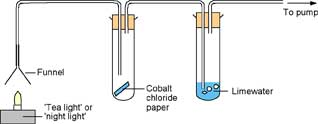 To pump
Funnel
'Tea light' or
'night light'
Cobalt
chloride
paper
Limewater